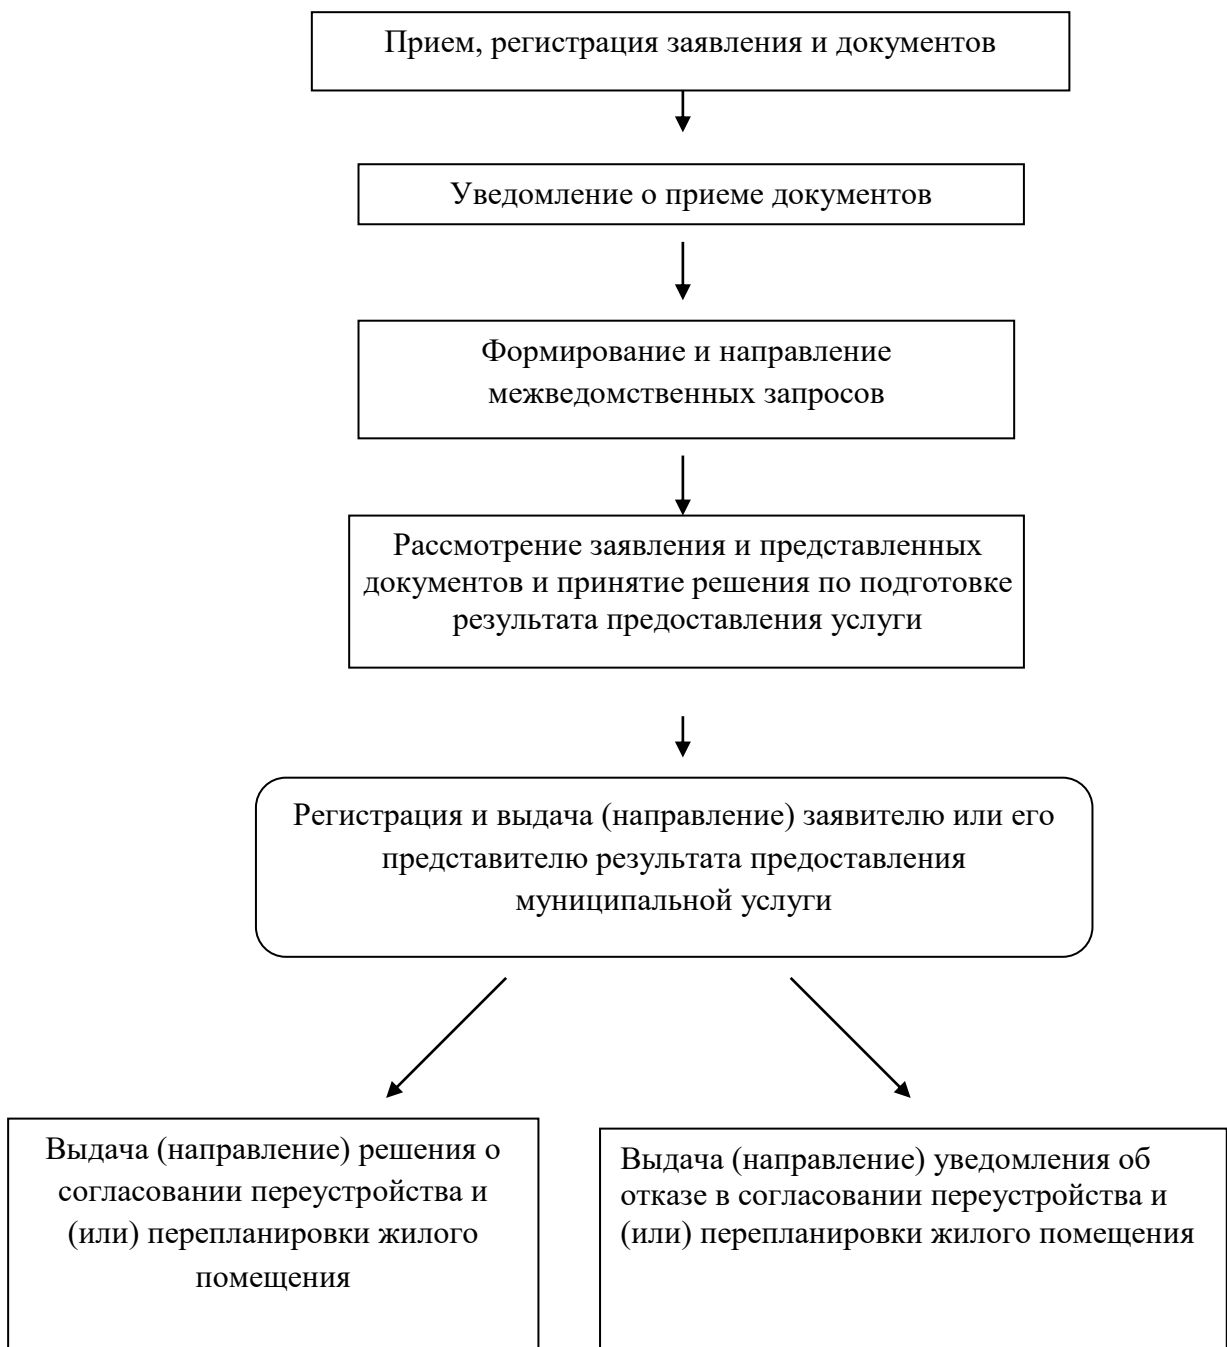 Прием, регистрация заявления и документов
Уведомление о приеме документов
Формирование и направление
межведомственных запросов
Рассмотрение заявления и представленных
документов и принятие решения по подготовке
результата предоставления услуги
Регистрация и выдача (направление) заявителю или его
представителю результата предоставления
муниципальной услуги
Выдача (направление) решения о
согласовании переустройства и
(или) перепланировки жилого
помещения
Выдача (направление) уведомления об
отказе в согласовании переустройства и
(или) перепланировки жилого помещения